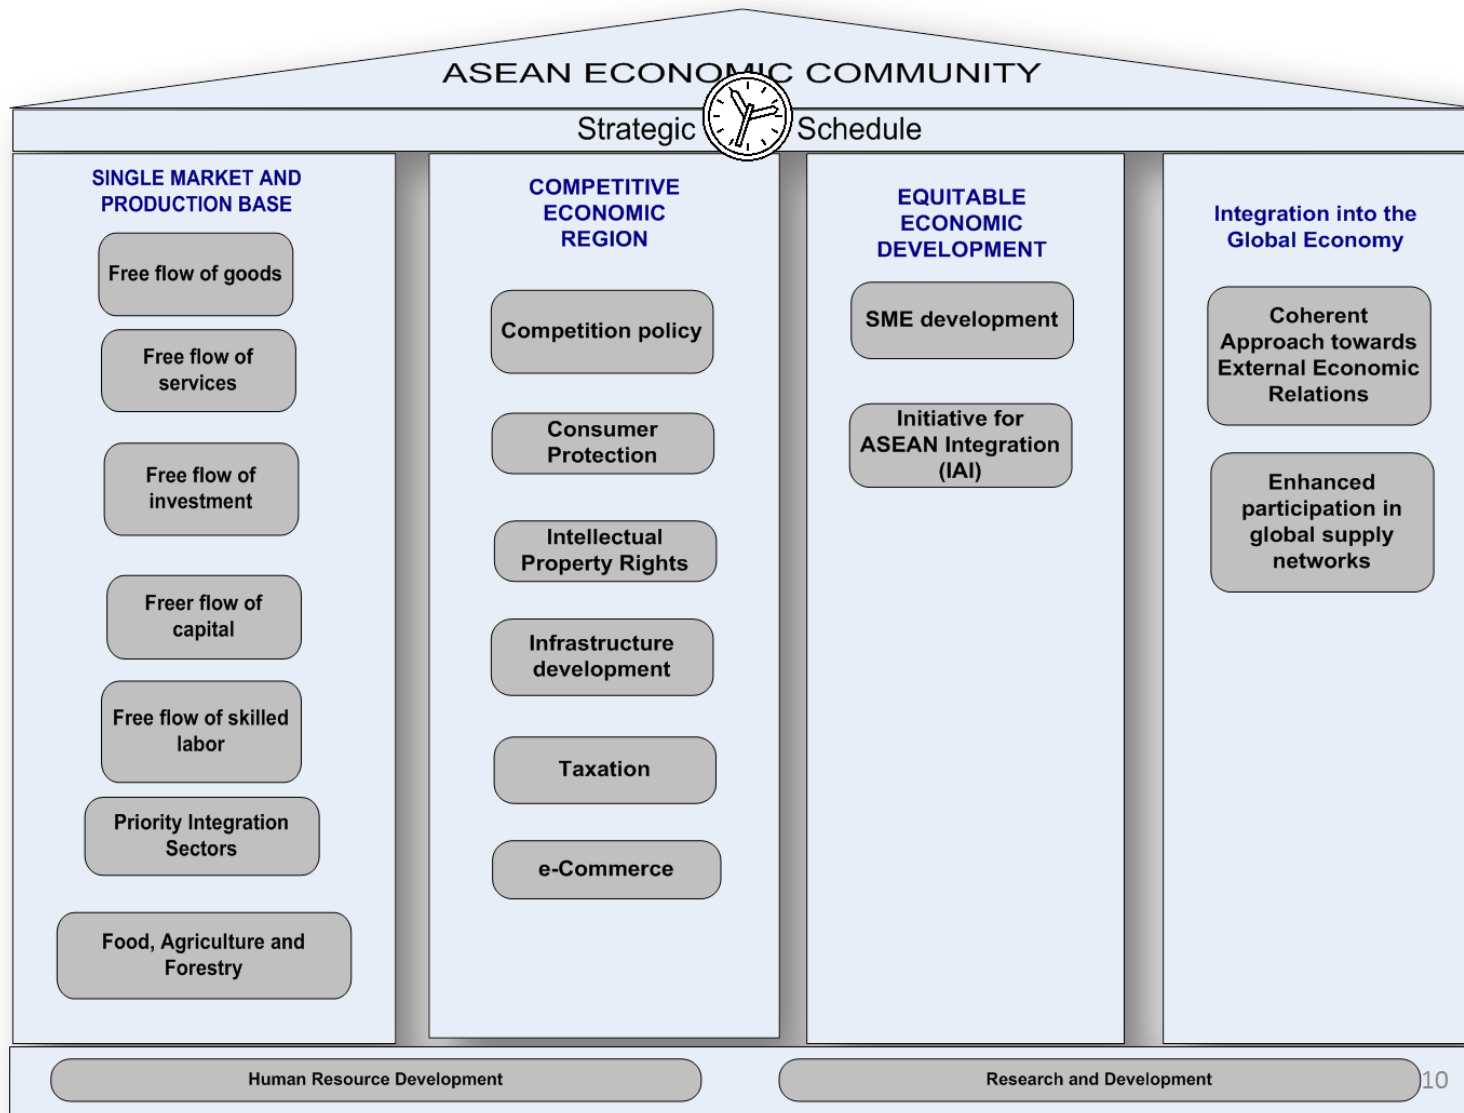 ASEAN ECONOMIC COMMUNITY
Strategic Schedule
SINGLE MARKET AND
PRODUCTION BASE
Free flow of goods
Free flow of
services
Free flow of
investment
Freer flow of
capital
Free flow of skilled
labor
Priority Integration
Sectors
Food, Agriculture and
Forestry
COMPETITIVE
ECONOMIC
REGION
Competition policy
Consumer
Protection
Intellectual
Property Rights
Infrastructure
development
Taxation
e-Commerce
EQUITABLE
ECONOMIC
DEVELOPMENT
SME development
Initiative for
ASEAN Integration
(IAI)
Integration into the
Global Economy
Coherent
Approach towards
External Economic
Relations
Enhanced
participation in
global supply
networks
Human Resource Development
Research and Development
10